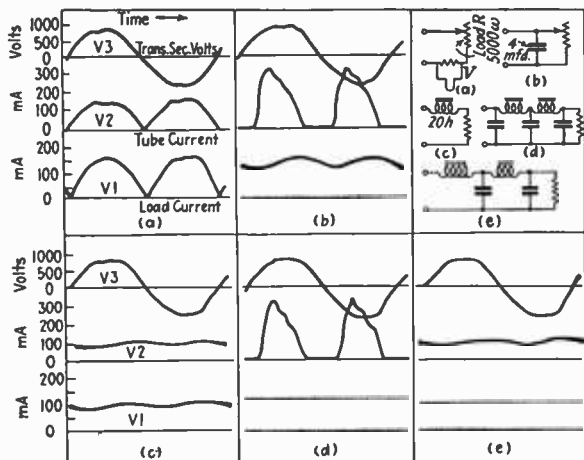 Time
Volts
1000
500
0
V3
Trans.Sec.Volts
mA
300
200
100
0
V2
Tube Current
mA
200
100
0
V1
Load Current
(a)
(b)
Load R
5000 ω
V
(a)
4-
mfd.
(b)
20h
(c)
(d)
(e)
Volts
1000
500
0
V3
mA
300
200
100
0
V2
mA
200
100
0
V1
(c)
(d)
(e)